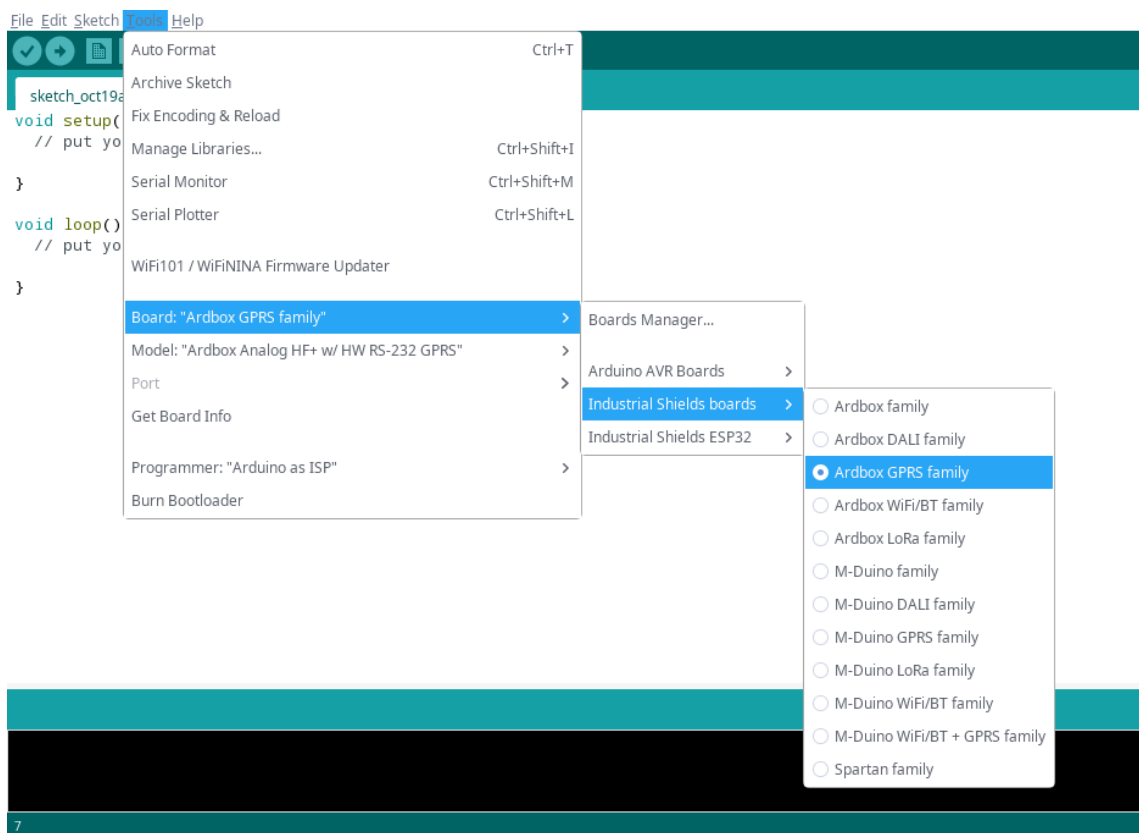 File Edit Sketch Tools Help
sketch_oct19a
void setup(
// put yo
}
void loop()
// put yo
}
Auto Format Ctrl+T
Archive Sketch
Fix Encoding & Reload
Manage Libraries... Ctrl+Shift+I
Serial Monitor Ctrl+Shift+M
Serial Plotter Ctrl+Shift+L
WiFi101 / WiFiNINA Firmware Updater
Board: "Ardbox GPRS family"
Model: "Ardbox Analog HF+ w/ HW RS-232 GPRS"
Port
Get Board Info
Programmer: "Arduino as ISP"
Burn Bootloader
Boards Manager...
Arduino AVR Boards
Industrial Shields boards
Industrial Shields ESP32
Ardbox family
Ardbox DALI family
Ardbox GPRS family
Ardbox WiFi/BT family
Ardbox LoRa family
M-Duino family
M-Duino DALI family
M-Duino GPRS family
M-Duino LoRa family
M-Duino WiFi/BT family
M-Duino WiFi/BT + GPRS family
Spartan family
7